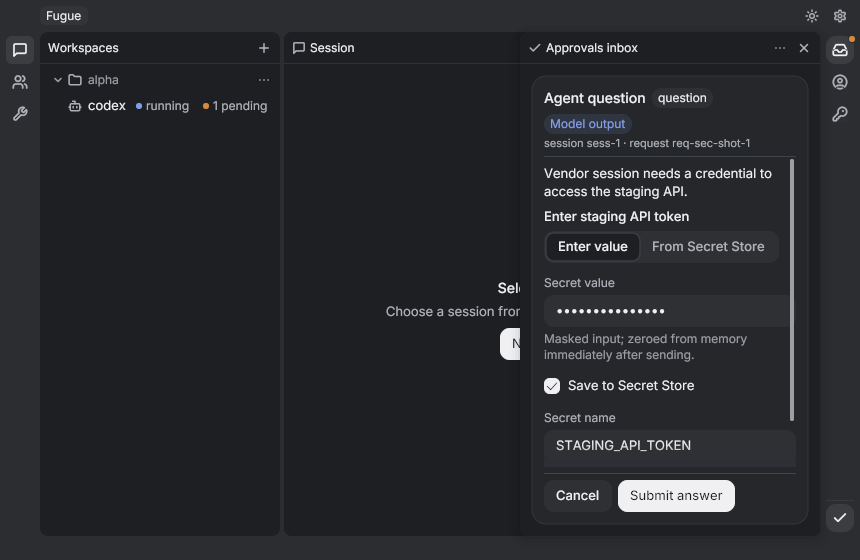 Fugue
Workspaces
alpha
codex
running
1 pending
Session
Choose a session
Approvals inbox
Agent question
question
Model output
session sess-1 · request req-sec-shot-1
Vendor session needs a credential to
access the staging API.
Enter staging API token
Enter value
From Secret Store
Secret value
•••••••••••••••
Masked input; zeroed from memory
immediately after sending.
Save to Secret Store
Secret name
STAGING_API_TOKEN
Cancel
Submit answer